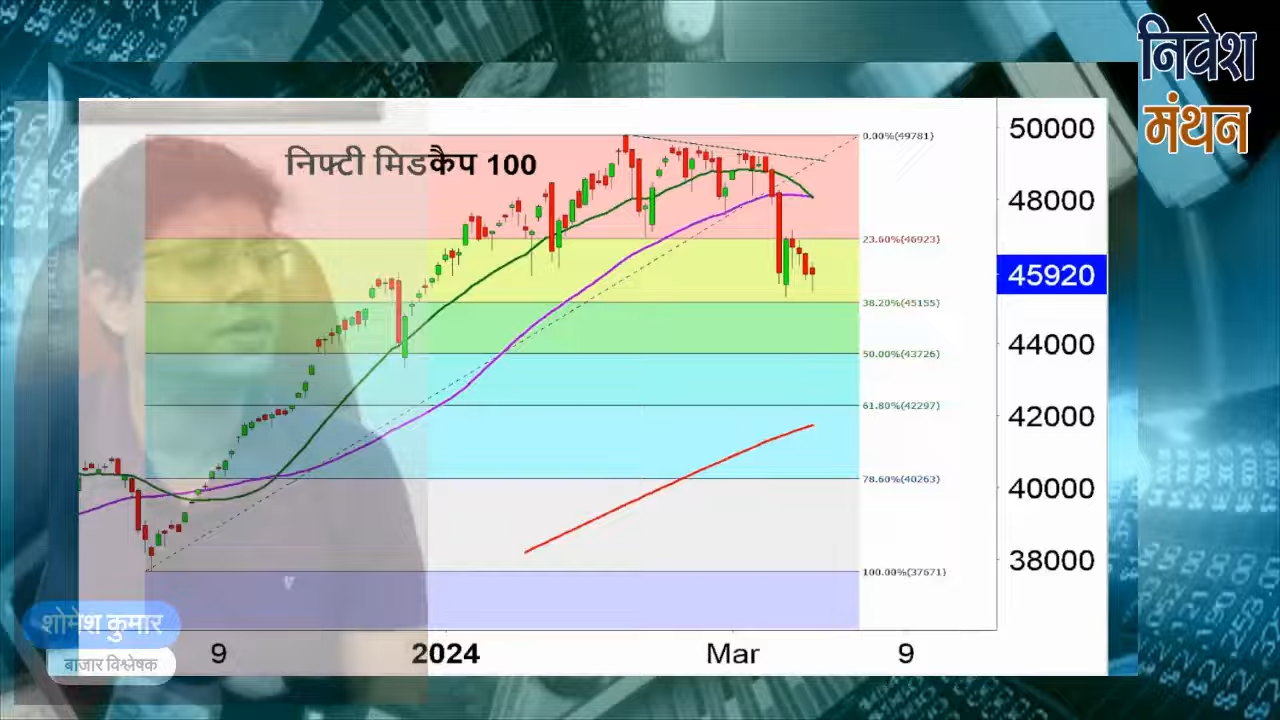 निवेश
मंथन
निफ्टी मिडकैप 100
0.00%(49781)
23.60%(46923)
38.20%(45155)
50.00%(43726)
61.80%(42297)
78.60%(40263)
100.00%(37671)
50000
48000
45920
44000
42000
40000
38000
शोमेश कुमार
बाजार विश्लेषक
9
2024
Mar
9